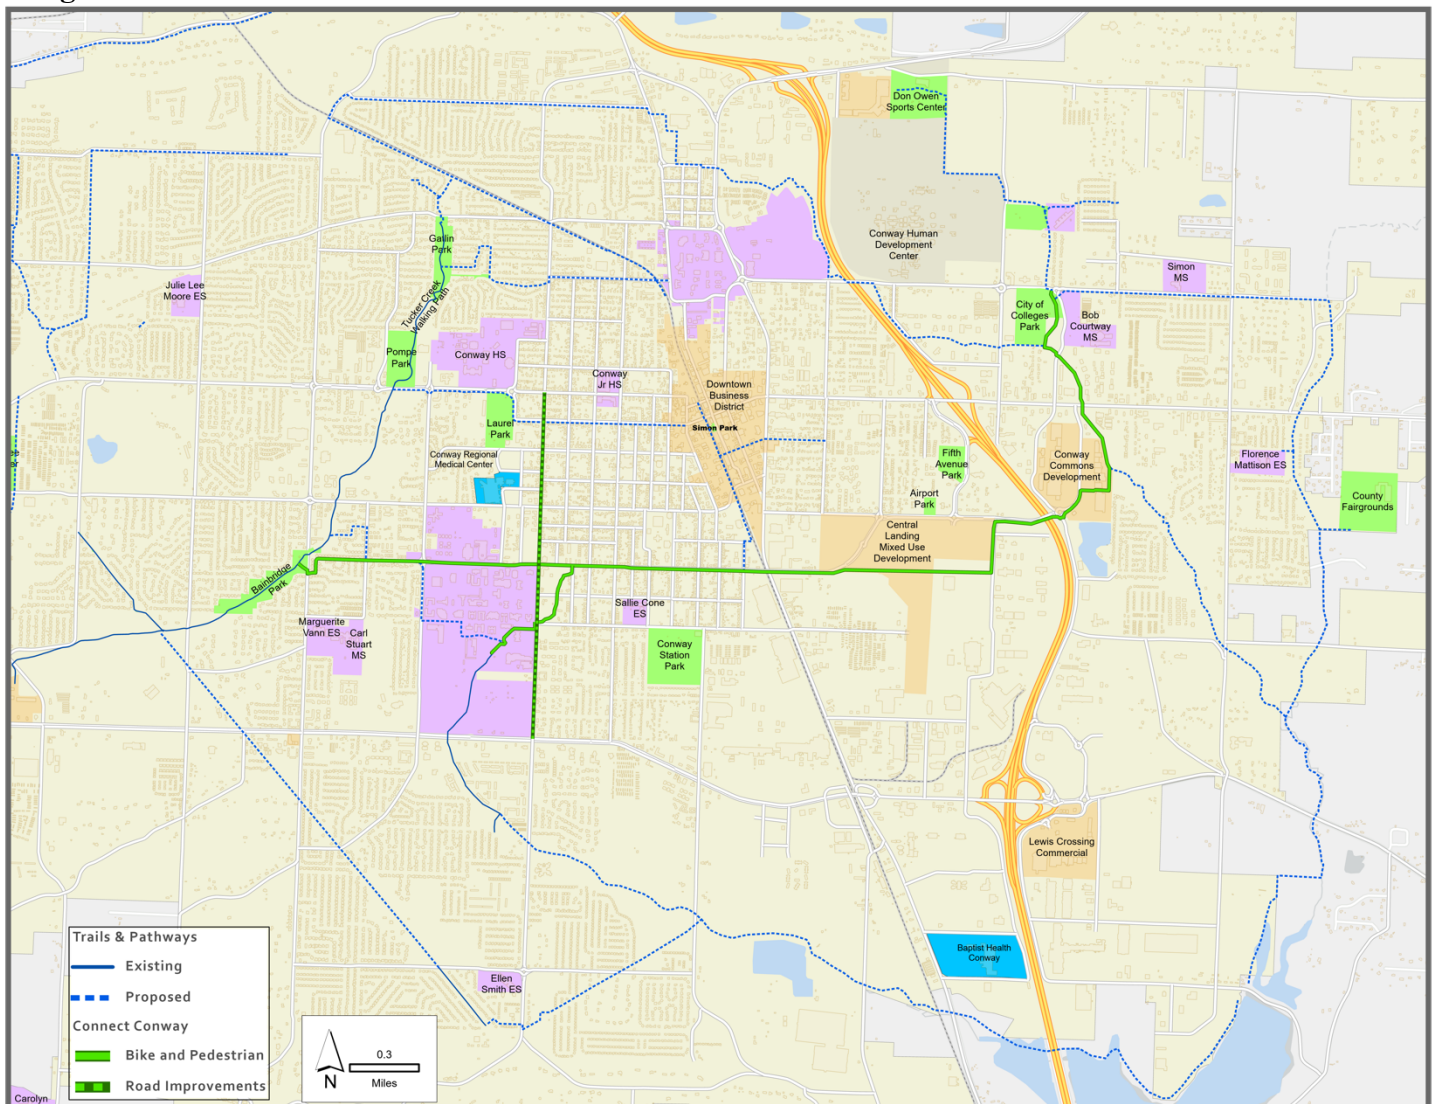 Don Owen
Sports Center
Conway Human
Development
Center
Gatlin
Park
Julie Lee
Moore ES
Simon
MS
Tucker Creek
Walking Path
City of
Colleges
Park
Bob
Courtway
MS
Pompe
Park
Conway HS
Conway
Jr HS
Downtown
Business
District
Simon Park
Laurel
Park
Conway Regional
Medical Center
Fifth
Avenue
Park
Conway
Commons
Development
Florence
Mattison ES
Airport
Park
County
Fairgrounds
Central
Landing
Mixed Use
Development
Bainbridge
Park
Sallie Cone
ES
Marguerite
Vann ES
Carl
Stuart
MS
Conway
Station
Park
Lewis Crossing
Commercial
Baptist Health
Conway
Ellen
Smith ES
Trails & Pathways
Existing
Proposed
Connect Conway
Bike and Pedestrian
Road Improvements
N
0.3
Miles
Carolyn